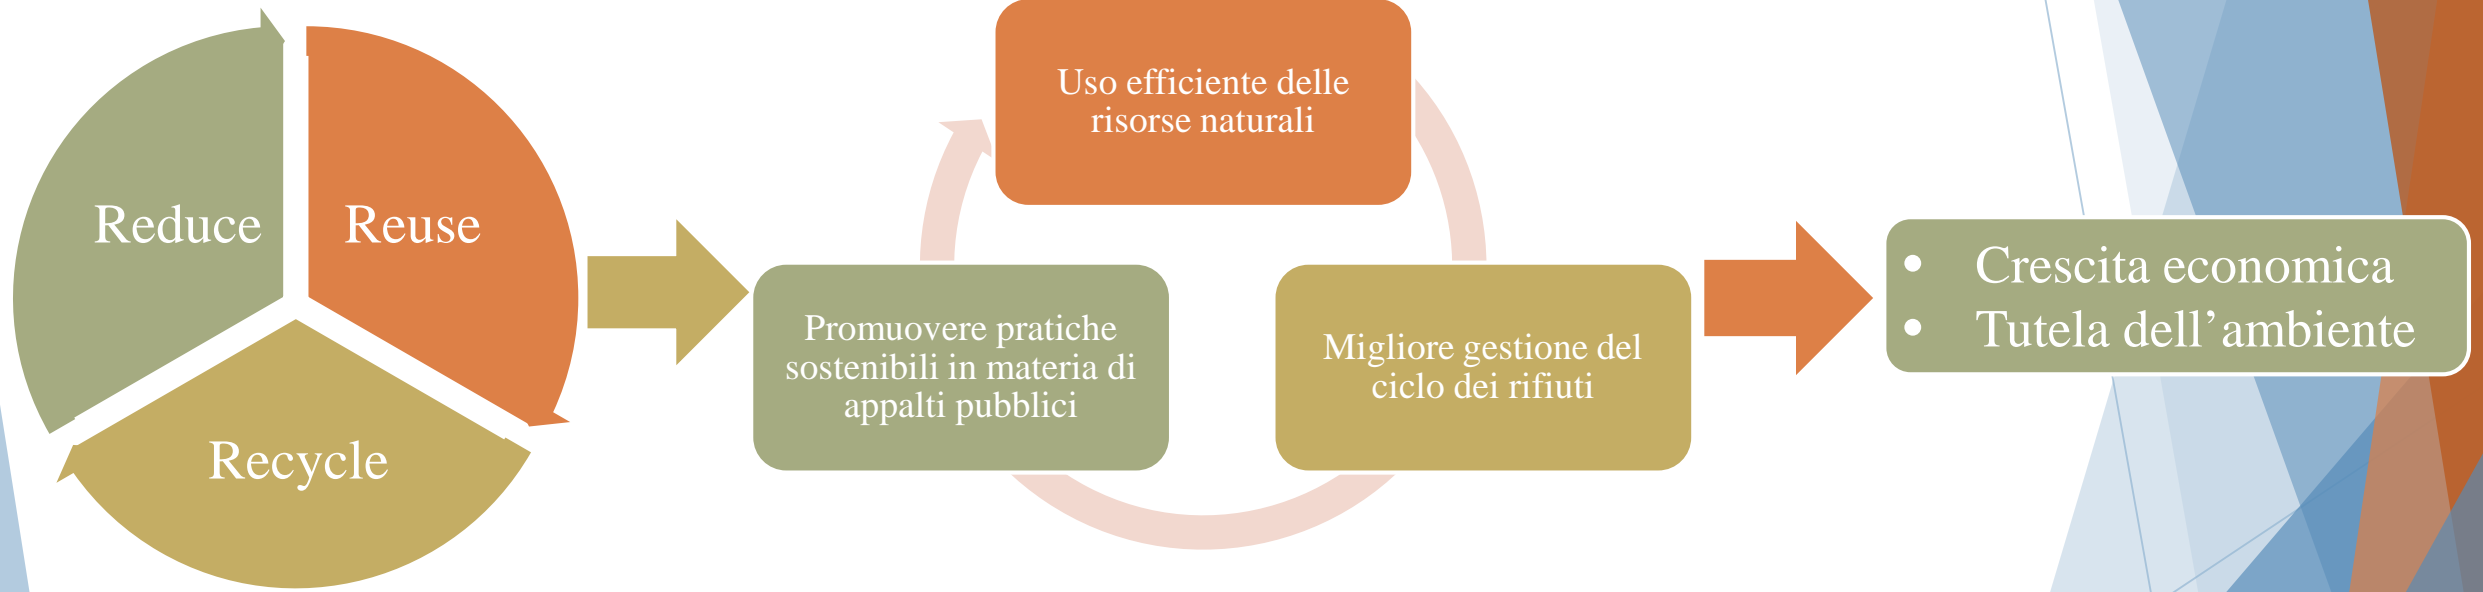 Reduce
Reuse
Recycle
Uso efficiente delle
risorse naturali
Promuovere pratiche
sostenibili in materia di
appalti pubblici
Migliore gestione del
ciclo dei rifiuti
• Crescita economica
• Tutela dell’ambiente